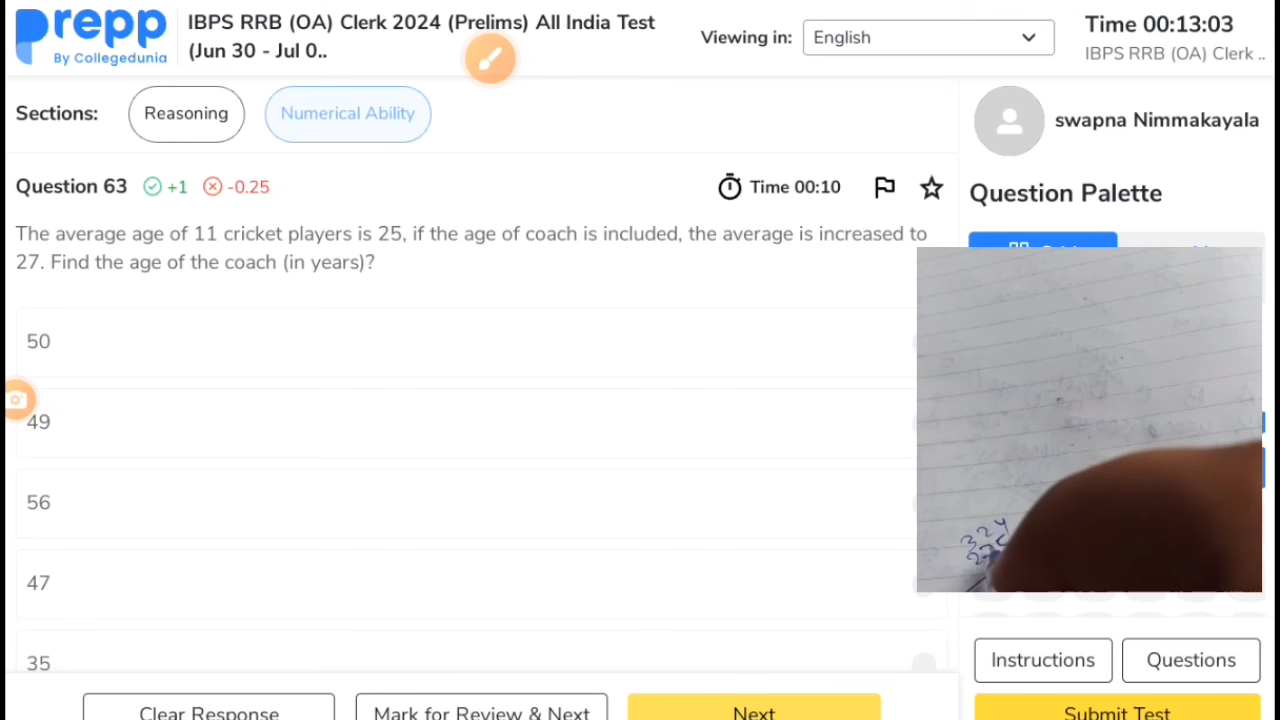 prepp
By Collegedunia
IBPS RRB (OA) Clerk 2024 (Prelims) All India Test
(Jun 30 - Jul 0..
Viewing in:
English
Time 00:13:03
IBPS RRB (OA) Clerk ..
Sections:
Reasoning
Numerical Ability
swapna Nimmakayala
Question 63
+1
-0.25
Time 00:10
Question Palette
The average age of 11 cricket players is 25, if the age of coach is included, the average is increased to
27. Find the age of the coach (in years)?
50
49
56
47
35
324
Instructions
Questions
Clear Response
Mark for Review & Next
Next
Submit Test